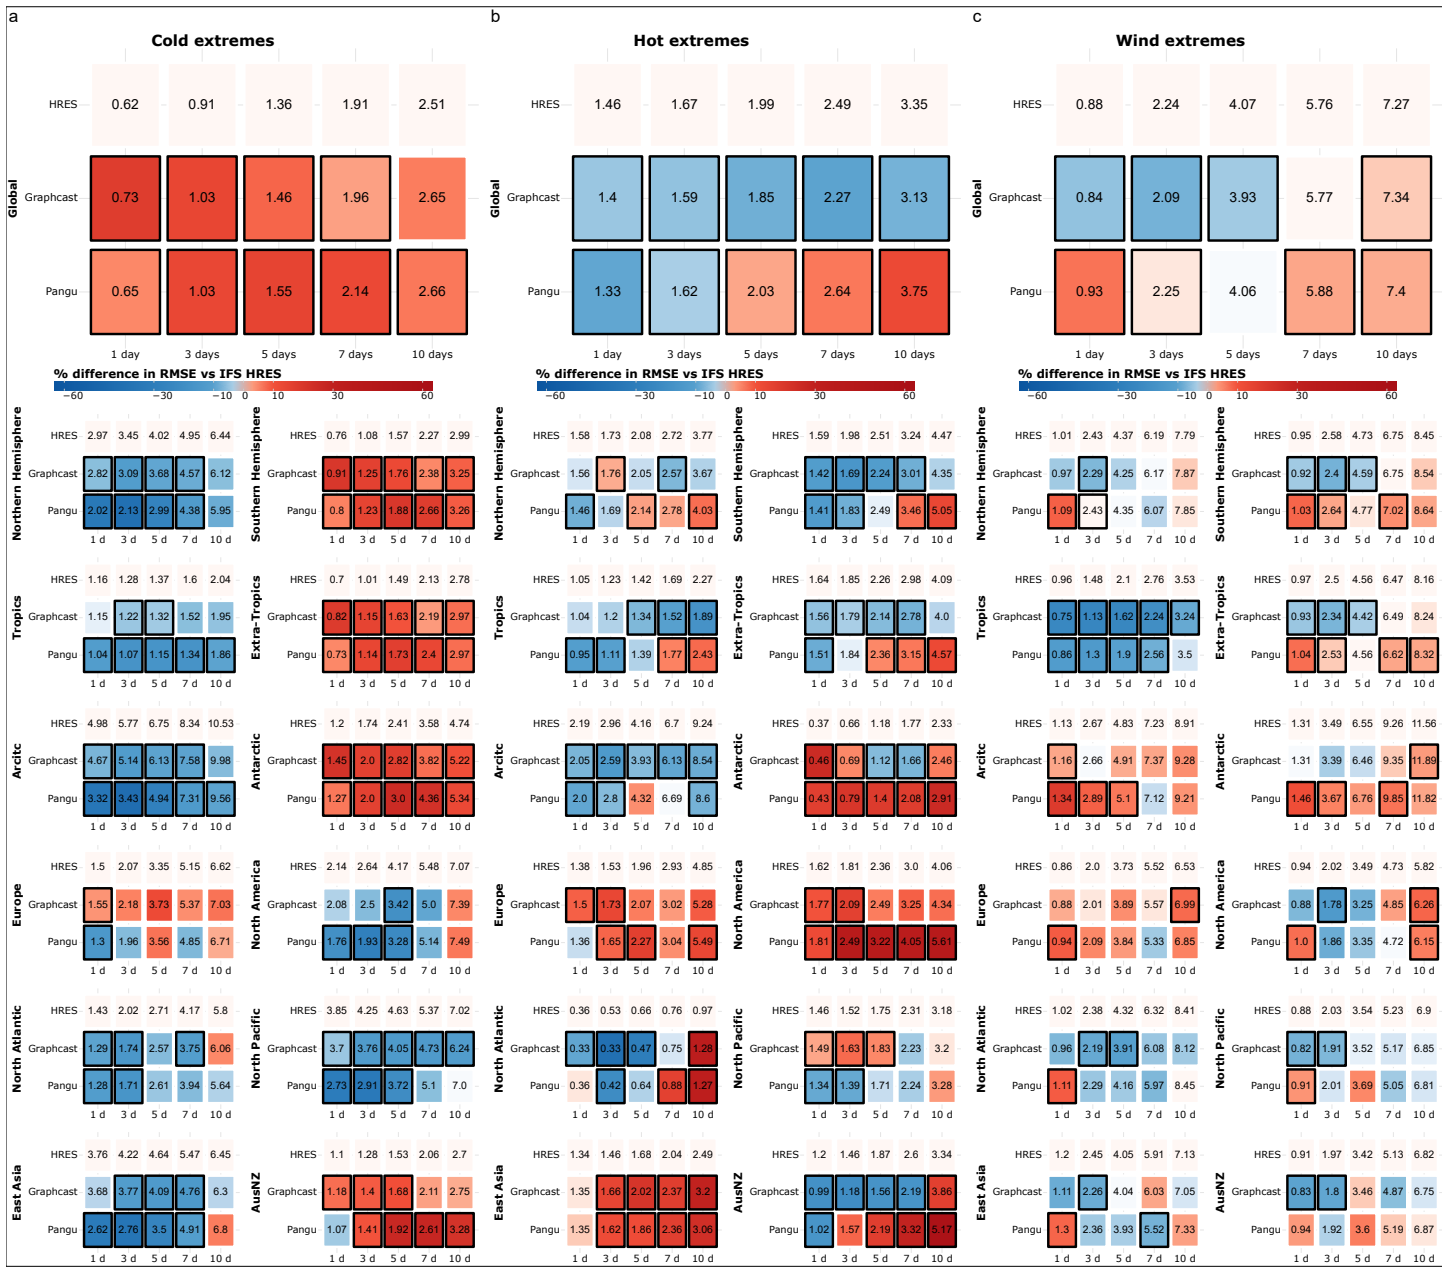 a b c
Cold extremes Hot extremes Wind extremes
Global HRES 0.62 0.91 1.36 1.91 2.51 Global HRES 1.46 1.67 1.99 2.49 3.35 Global HRES 0.88 2.24 4.07 5.76 7.27
Graphcast 0.73 1.03 1.46 1.96 2.65 Graphcast 1.4 1.59 1.85 2.27 3.13 Graphcast 0.84 2.09 3.93 5.77 7.34
Pangu 0.65 1.03 1.55 2.14 2.66 Pangu 1.33 1.62 2.03 2.64 3.75 Pangu 0.93 2.25 4.06 5.88 7.4
1 day 3 days 5 days 7 days 10 days 1 day 3 days 5 days 7 days 10 days 1 day 3 days 5 days 7 days 10 days
% difference in RMSE vs IFS HRES % difference in RMSE vs IFS HRES % difference in RMSE vs IFS HRES
−60 −30 −10 0 10 30 60 −60 −30 −10 0 10 30 60 −60 −30 −10 0 10 30 60
Northern Hemisphere Southern Hemisphere Northern Hemisphere Southern Hemisphere Northern Hemisphere Southern Hemisphere
HRES 2.97 3.45 4.02 4.95 6.44 HRES 0.76 1.08 1.57 2.27 2.99 HRES 1.58 1.73 2.08 2.72 3.77 HRES 1.59 1.98 2.51 3.24 4.47 HRES 1.01 2.43 4.37 6.19 7.79 HRES 0.95 2.58 4.73 6.75 8.45
Graphcast 2.82 3.09 3.68 4.57 6.12 Graphcast 0.91 1.25 1.76 2.38 3.25 Graphcast 1.56 1.76 2.05 2.57 3.67 Graphcast 1.42 1.69 2.24 3.01 4.35 Graphcast 0.97 2.29 4.25 6.17 7.87 Graphcast 0.92 2.4 4.59 6.75 8.54
Pangu 2.02 2.13 2.99 4.38 5.95 Pangu 0.8 1.23 1.88 2.66 3.26 Pangu 1.46 1.69 2.14 2.78 4.03 Pangu 1.41 1.83 2.49 3.46 5.05 Pangu 1.09 2.43 4.35 6.07 7.85 Pangu 1.03 2.64 4.77 7.02 8.64
1 d 3 d 5 d 7 d 10 d 1 d 3 d 5 d 7 d 10 d 1 d 3 d 5 d 7 d 10 d 1 d 3 d 5 d 7 d 10 d 1 d 3 d 5 d 7 d 10 d 1 d 3 d 5 d 7 d 10 d
Tropics Extra-Tropics Tropics Extra-Tropics Tropics Extra-Tropics
HRES 1.16 1.28 1.37 1.6 2.04 HRES 0.7 1.01 1.49 2.13 2.78 HRES 1.05 1.23 1.42 1.69 2.27 HRES 1.64 1.85 2.26 2.98 4.09 HRES 0.96 1.48 2.1 2.76 3.53 HRES 0.97 2.5 4.56 6.47 8.16
Graphcast 1.15 1.22 1.32 1.52 1.95 Graphcast 0.82 1.15 1.63 2.19 2.97 Graphcast 1.04 1.2 1.34 1.52 1.89 Graphcast 1.56 1.79 2.14 2.78 4.0 Graphcast 0.75 1.13 1.62 2.24 3.24 Graphcast 0.93 2.34 4.42 6.49 8.24
Pangu 1.04 1.07 1.15 1.34 1.86 Pangu 0.73 1.14 1.73 2.4 2.97 Pangu 0.95 1.11 1.39 1.77 2.43 Pangu 1.51 1.84 2.36 3.15 4.57 Pangu 0.86 1.3 1.9 2.56 3.5 Pangu 1.04 2.53 4.56 6.62 8.32
1 d 3 d 5 d 7 d 10 d 1 d 3 d 5 d 7 d 10 d 1 d 3 d 5 d 7 d 10 d 1 d 3 d 5 d 7 d 10 d 1 d 3 d 5 d 7 d 10 d 1 d 3 d 5 d 7 d 10 d
Arcitc Antarctic Arcitc Antarctic Arcitc Antarctic
HRES 4.98 5.77 6.75 8.34 10.53 HRES 1.2 1.74 2.41 3.58 4.74 HRES 2.19 2.96 4.16 6.7 9.24 HRES 0.37 0.66 1.18 1.77 2.33 HRES 1.13 2.67 4.83 7.23 8.91 HRES 1.31 3.49 6.55 9.26 11.56
Graphcast 4.67 5.14 6.13 7.58 9.98 Graphcast 1.45 2.0 2.82 3.82 5.22 Graphcast 2.05 2.59 3.93 6.13 8.54 Graphcast 0.46 0.69 1.12 1.66 2.46 Graphcast 1.16 2.66 4.91 7.37 9.28 Graphcast 1.31 3.39 6.46 9.35 11.89
Pangu 3.32 3.43 4.94 7.31 9.56 Pangu 1.27 2.0 3.0 4.36 5.34 Pangu 2.0 2.8 4.32 6.69 8.6 Pangu 0.43 0.79 1.4 2.08 2.91 Pangu 1.34 2.89 5.1 7.12 9.21 Pangu 1.46 3.67 6.76 9.85 11.82
1 d 3 d 5 d 7 d 10 d 1 d 3 d 5 d 7 d 10 d 1 d 3 d 5 d 7 d 10 d 1 d 3 d 5 d 7 d 10 d 1 d 3 d 5 d 7 d 10 d 1 d 3 d 5 d 7 d 10 d
Europe North America Europe North America Europe North America
HRES 1.5 2.07 3.35 5.15 6.62 HRES 2.14 2.64 4.17 5.48 7.07 HRES 1.38 1.53 1.96 2.93 4.85 HRES 1.62 1.81 2.36 3.0 4.06 HRES 0.86 2.0 3.73 5.52 6.53 HRES 0.94 2.02 3.49 4.73 5.82
Graphcast 1.55 2.18 3.73 5.37 7.03 Graphcast 2.08 2.5 3.42 5.0 7.39 Graphcast 1.5 1.73 2.07 3.02 5.28 Graphcast 1.77 2.09 2.49 3.25 4.34 Graphcast 0.88 2.01 3.89 5.57 6.99 Graphcast 0.88 1.78 3.25 4.85 6.26
Pangu 1.3 1.96 3.56 4.85 6.71 Pangu 1.76 1.93 3.28 5.14 7.49 Pangu 1.36 1.65 2.27 3.04 5.49 Pangu 1.81 2.49 3.22 4.05 5.61 Pangu 0.94 2.09 3.84 5.33 6.85 Pangu 1.0 1.86 3.35 4.72 6.15
1 d 3 d 5 d 7 d 10 d 1 d 3 d 5 d 7 d 10 d 1 d 3 d 5 d 7 d 10 d 1 d 3 d 5 d 7 d 10 d 1 d 3 d 5 d 7 d 10 d 1 d 3 d 5 d 7 d 10 d
North Atlantic North Pacific North Atlantic North Pacific North Atlantic North Pacific
HRES 1.43 2.02 2.71 4.17 5.8 HRES 3.85 4.25 4.63 5.37 7.02 HRES 0.36 0.53 0.66 0.76 0.97 HRES 1.46 1.52 1.75 2.31 3.18 HRES 1.02 2.38 4.32 6.32 8.41 HRES 0.88 2.03 3.54 5.23 6.9
Graphcast 1.29 1.74 2.57 3.75 6.06 Graphcast 3.7 3.76 4.05 4.73 6.24 Graphcast 0.33 0.33 0.47 0.75 1.28 Graphcast 1.49 1.63 1.83 2.23 3.2 Graphcast 0.96 2.19 3.91 6.08 8.12 Graphcast 0.82 1.91 3.52 5.17 6.85
Pangu 1.28 1.71 2.61 3.94 5.64 Pangu 2.73 2.91 3.72 5.1 7.0 Pangu 0.36 0.42 0.64 0.88 1.27 Pangu 1.34 1.39 1.71 2.24 3.28 Pangu 1.11 2.29 4.16 5.97 8.45 Pangu 0.91 2.01 3.69 5.05 6.81
1 d 3 d 5 d 7 d 10 d 1 d 3 d 5 d 7 d 10 d 1 d 3 d 5 d 7 d 10 d 1 d 3 d 5 d 7 d 10 d 1 d 3 d 5 d 7 d 10 d 1 d 3 d 5 d 7 d 10 d
East Asia AusNZ East Asia AusNZ East Asia AusNZ
HRES 3.76 4.22 4.64 5.47 6.45 HRES 1.1 1.28 1.53 2.06 2.7 HRES 1.34 1.46 1.68 2.04 2.49 HRES 1.2 1.46 1.87 2.6 3.34 HRES 1.2 2.45 4.05 5.91 7.13 HRES 0.91 1.97 3.42 5.13 6.82
Graphcast 3.68 3.77 4.09 4.76 6.3 Graphcast 1.18 1.4 1.68 2.11 2.75 Graphcast 1.35 1.66 2.02 2.37 3.2 Graphcast 0.99 1.18 1.56 2.19 3.86 Graphcast 1.11 2.26 4.04 6.03 7.05 Graphcast 0.83 1.8 3.46 4.87 6.75
Pangu 2.62 2.76 3.5 4.91 6.8 Pangu 1.07 1.41 1.92 2.61 3.28 Pangu 1.35 1.62 1.86 2.36 3.06 Pangu 1.02 1.57 2.19 3.32 5.17 Pangu 1.3 2.36 3.93 5.52 7.33 Pangu 0.94 1.92 3.6 5.19 6.87
1 d 3 d 5 d 7 d 10 d 1 d 3 d 5 d 7 d 10 d 1 d 3 d 5 d 7 d 10 d 1 d 3 d 5 d 7 d 10 d 1 d 3 d 5 d 7 d 10 d 1 d 3 d 5 d 7 d 10 d